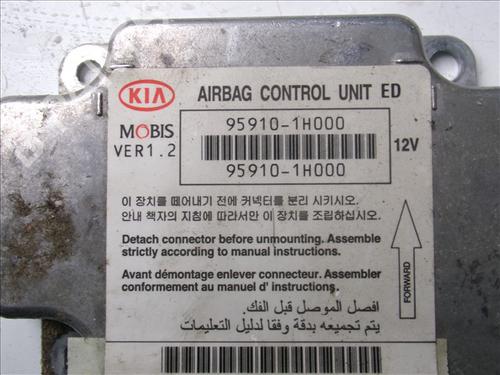 KIA
AIRBAG CONTROL UNIT ED
MOBIS
VER1.2
95910-1H000
95910-1H000
12V
이 장치를 떼어내기 전에 커넥터를 분리 시키시오.
안내 책자의 지침에 따라서만 이 장치를 조립하십시오.
Detach connector before unmounting. Assemble
strictly according to manual instructions.
Avant démontage enlever connecteur. Assembler
conformement au manuel d' instructions.
افصل الموصل قبل الفك.
يتم تجميعه بدقة وفقا لدليل التعليمات
FORWARD